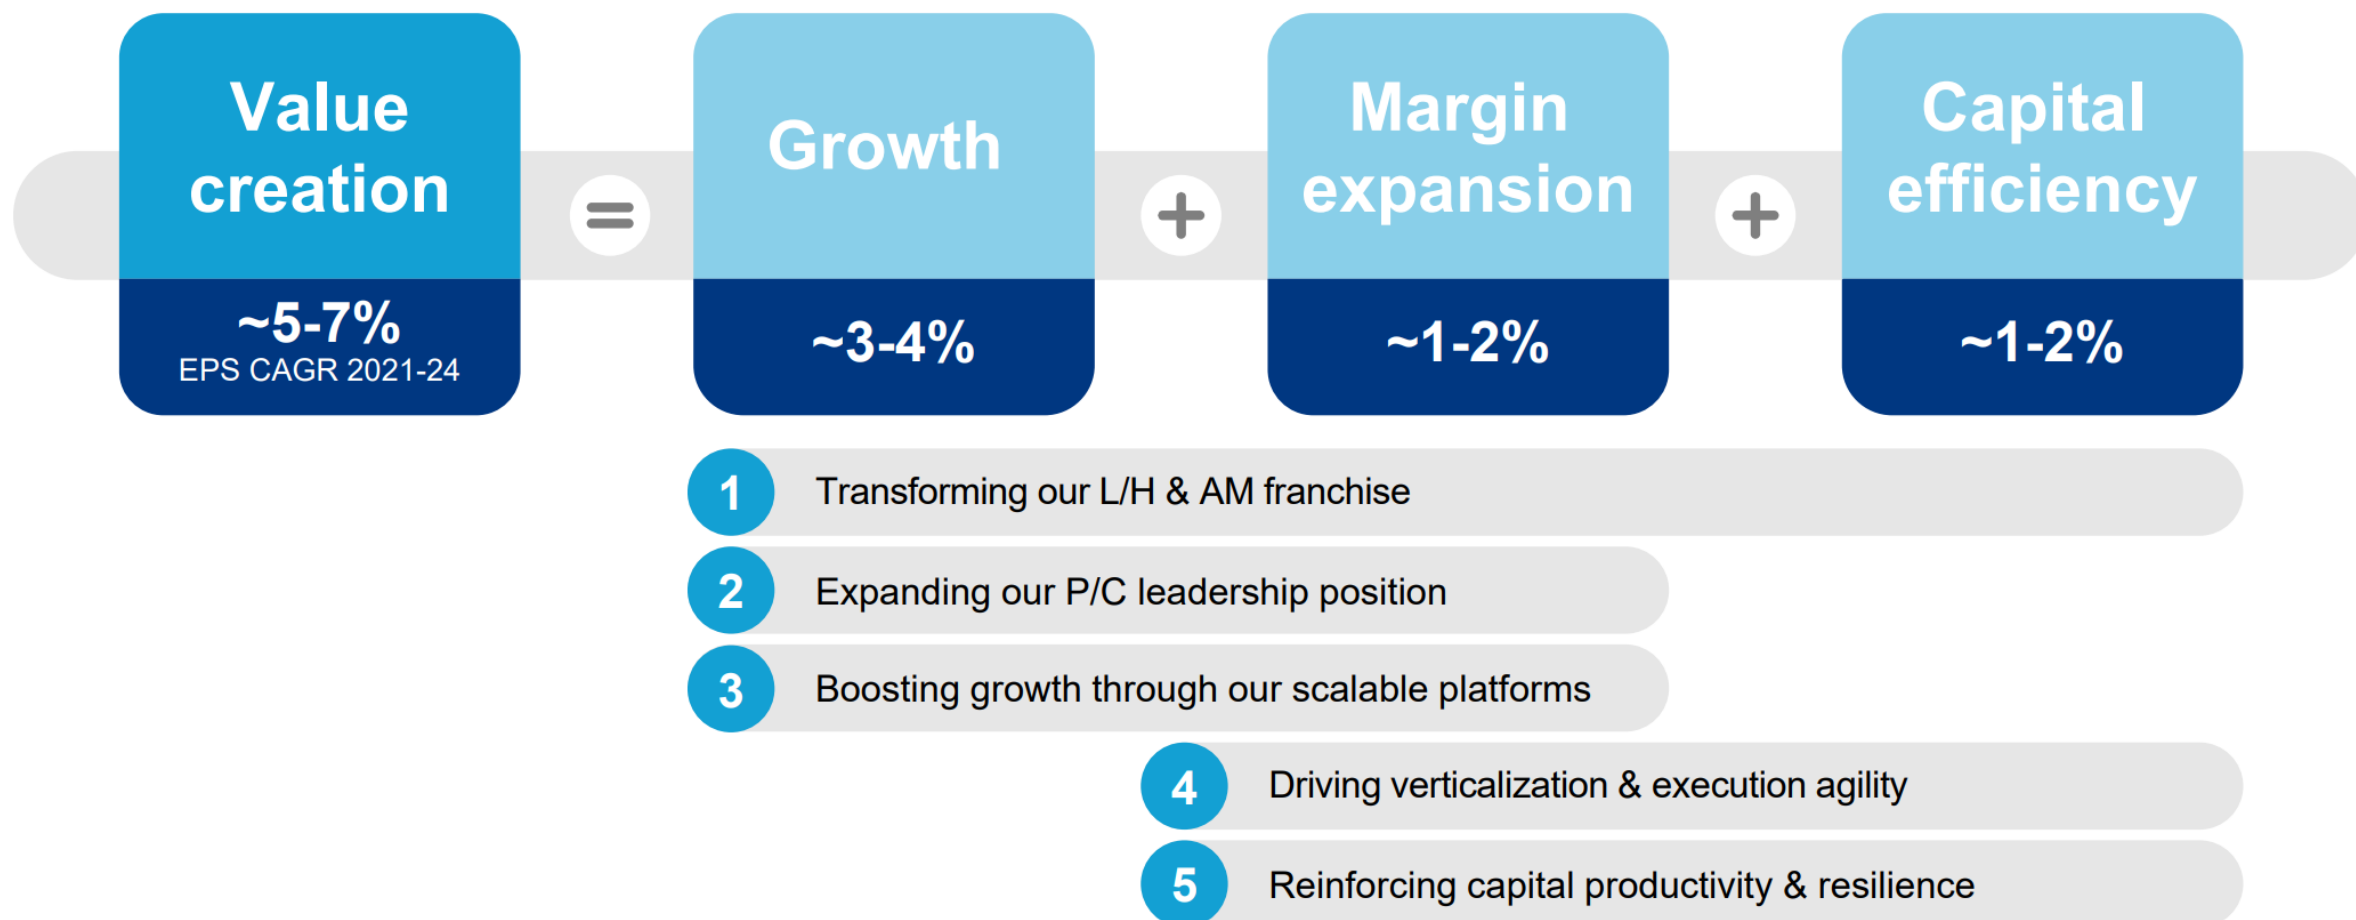 Value
creation
=
Growth
+
Margin
expansion
+
Capital
efficiency
~5-7%
EPS CAGR 2021-24
~3-4%
~1-2%
~1-2%
1 Transforming our L/H & AM franchise
2 Expanding our P/C leadership position
3 Boosting growth through our scalable platforms
4 Driving verticalization & execution agility
5 Reinforcing capital productivity & resilience